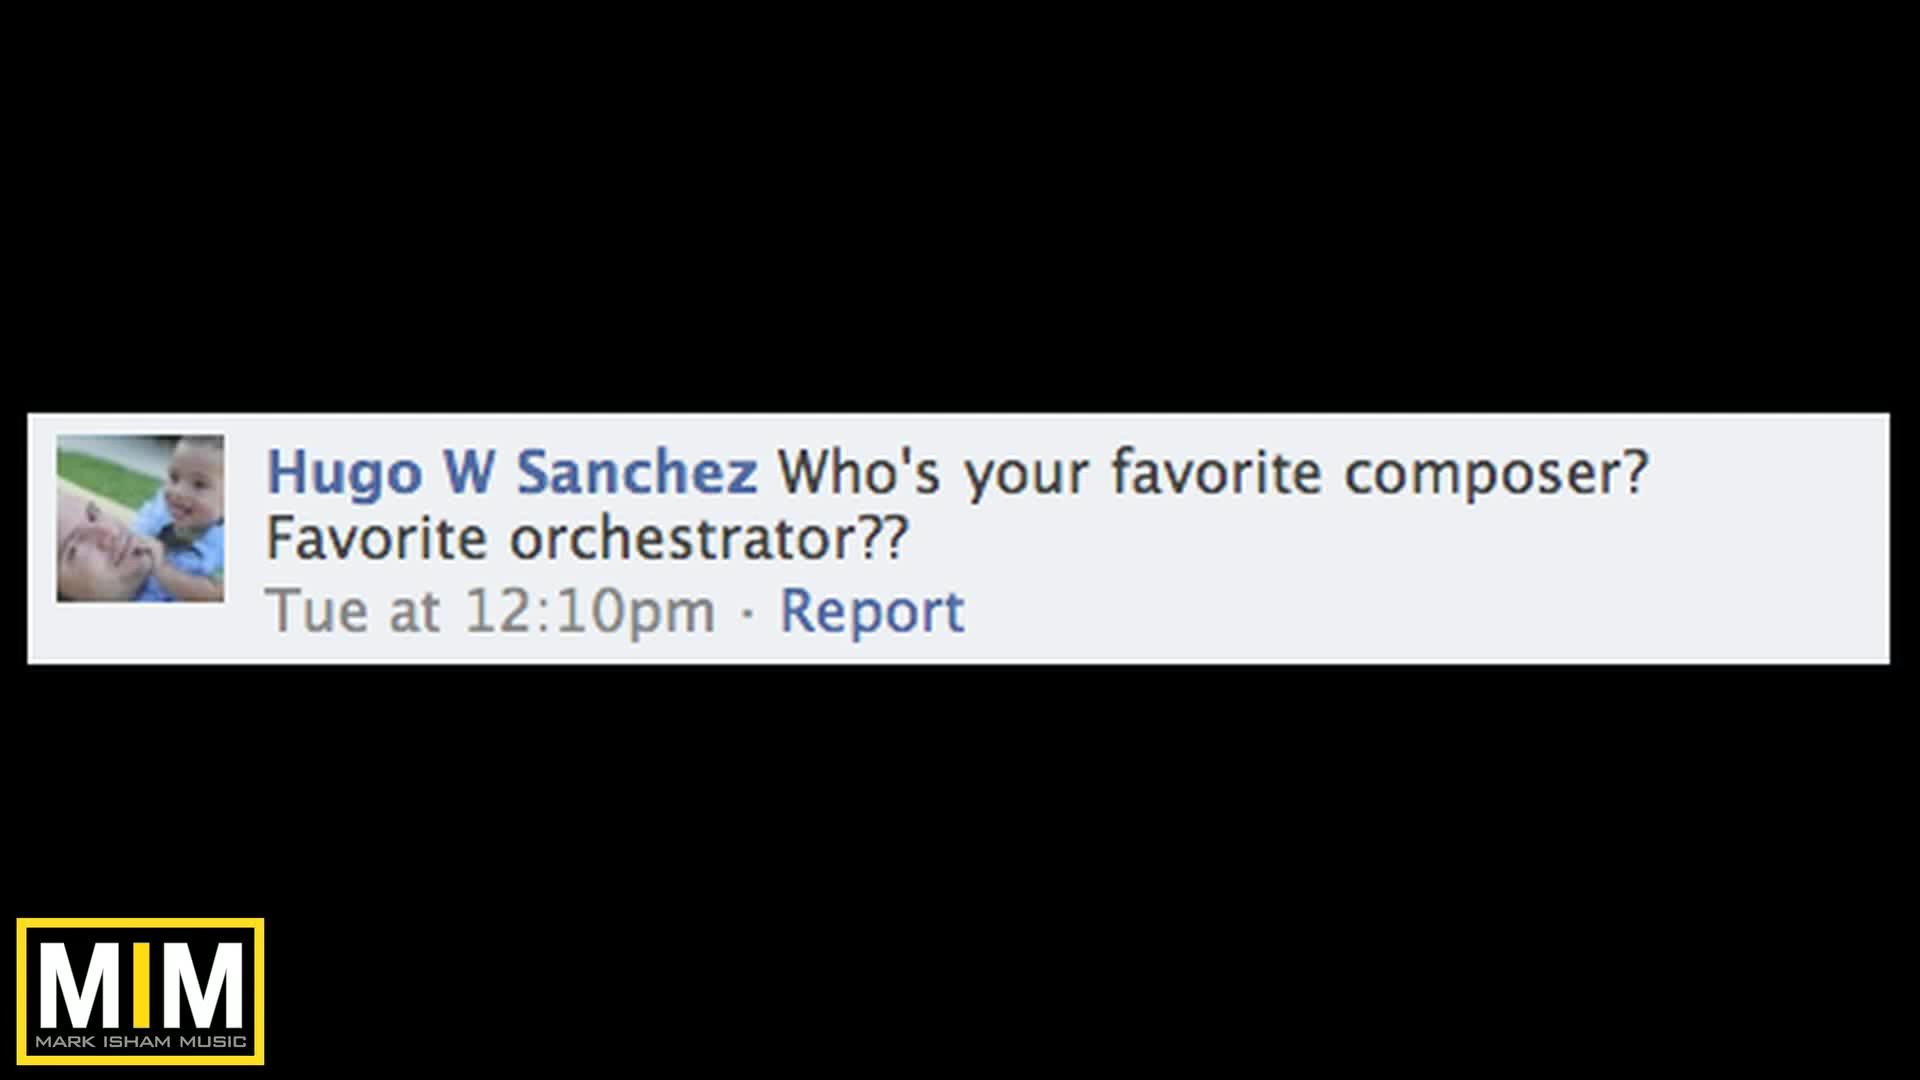 Hugo W Sanchez Who's your favorite composer?
Favorite orchestrator??
Tue at 12:10pm · Report
MIM
MARK ISHAM MUSIC